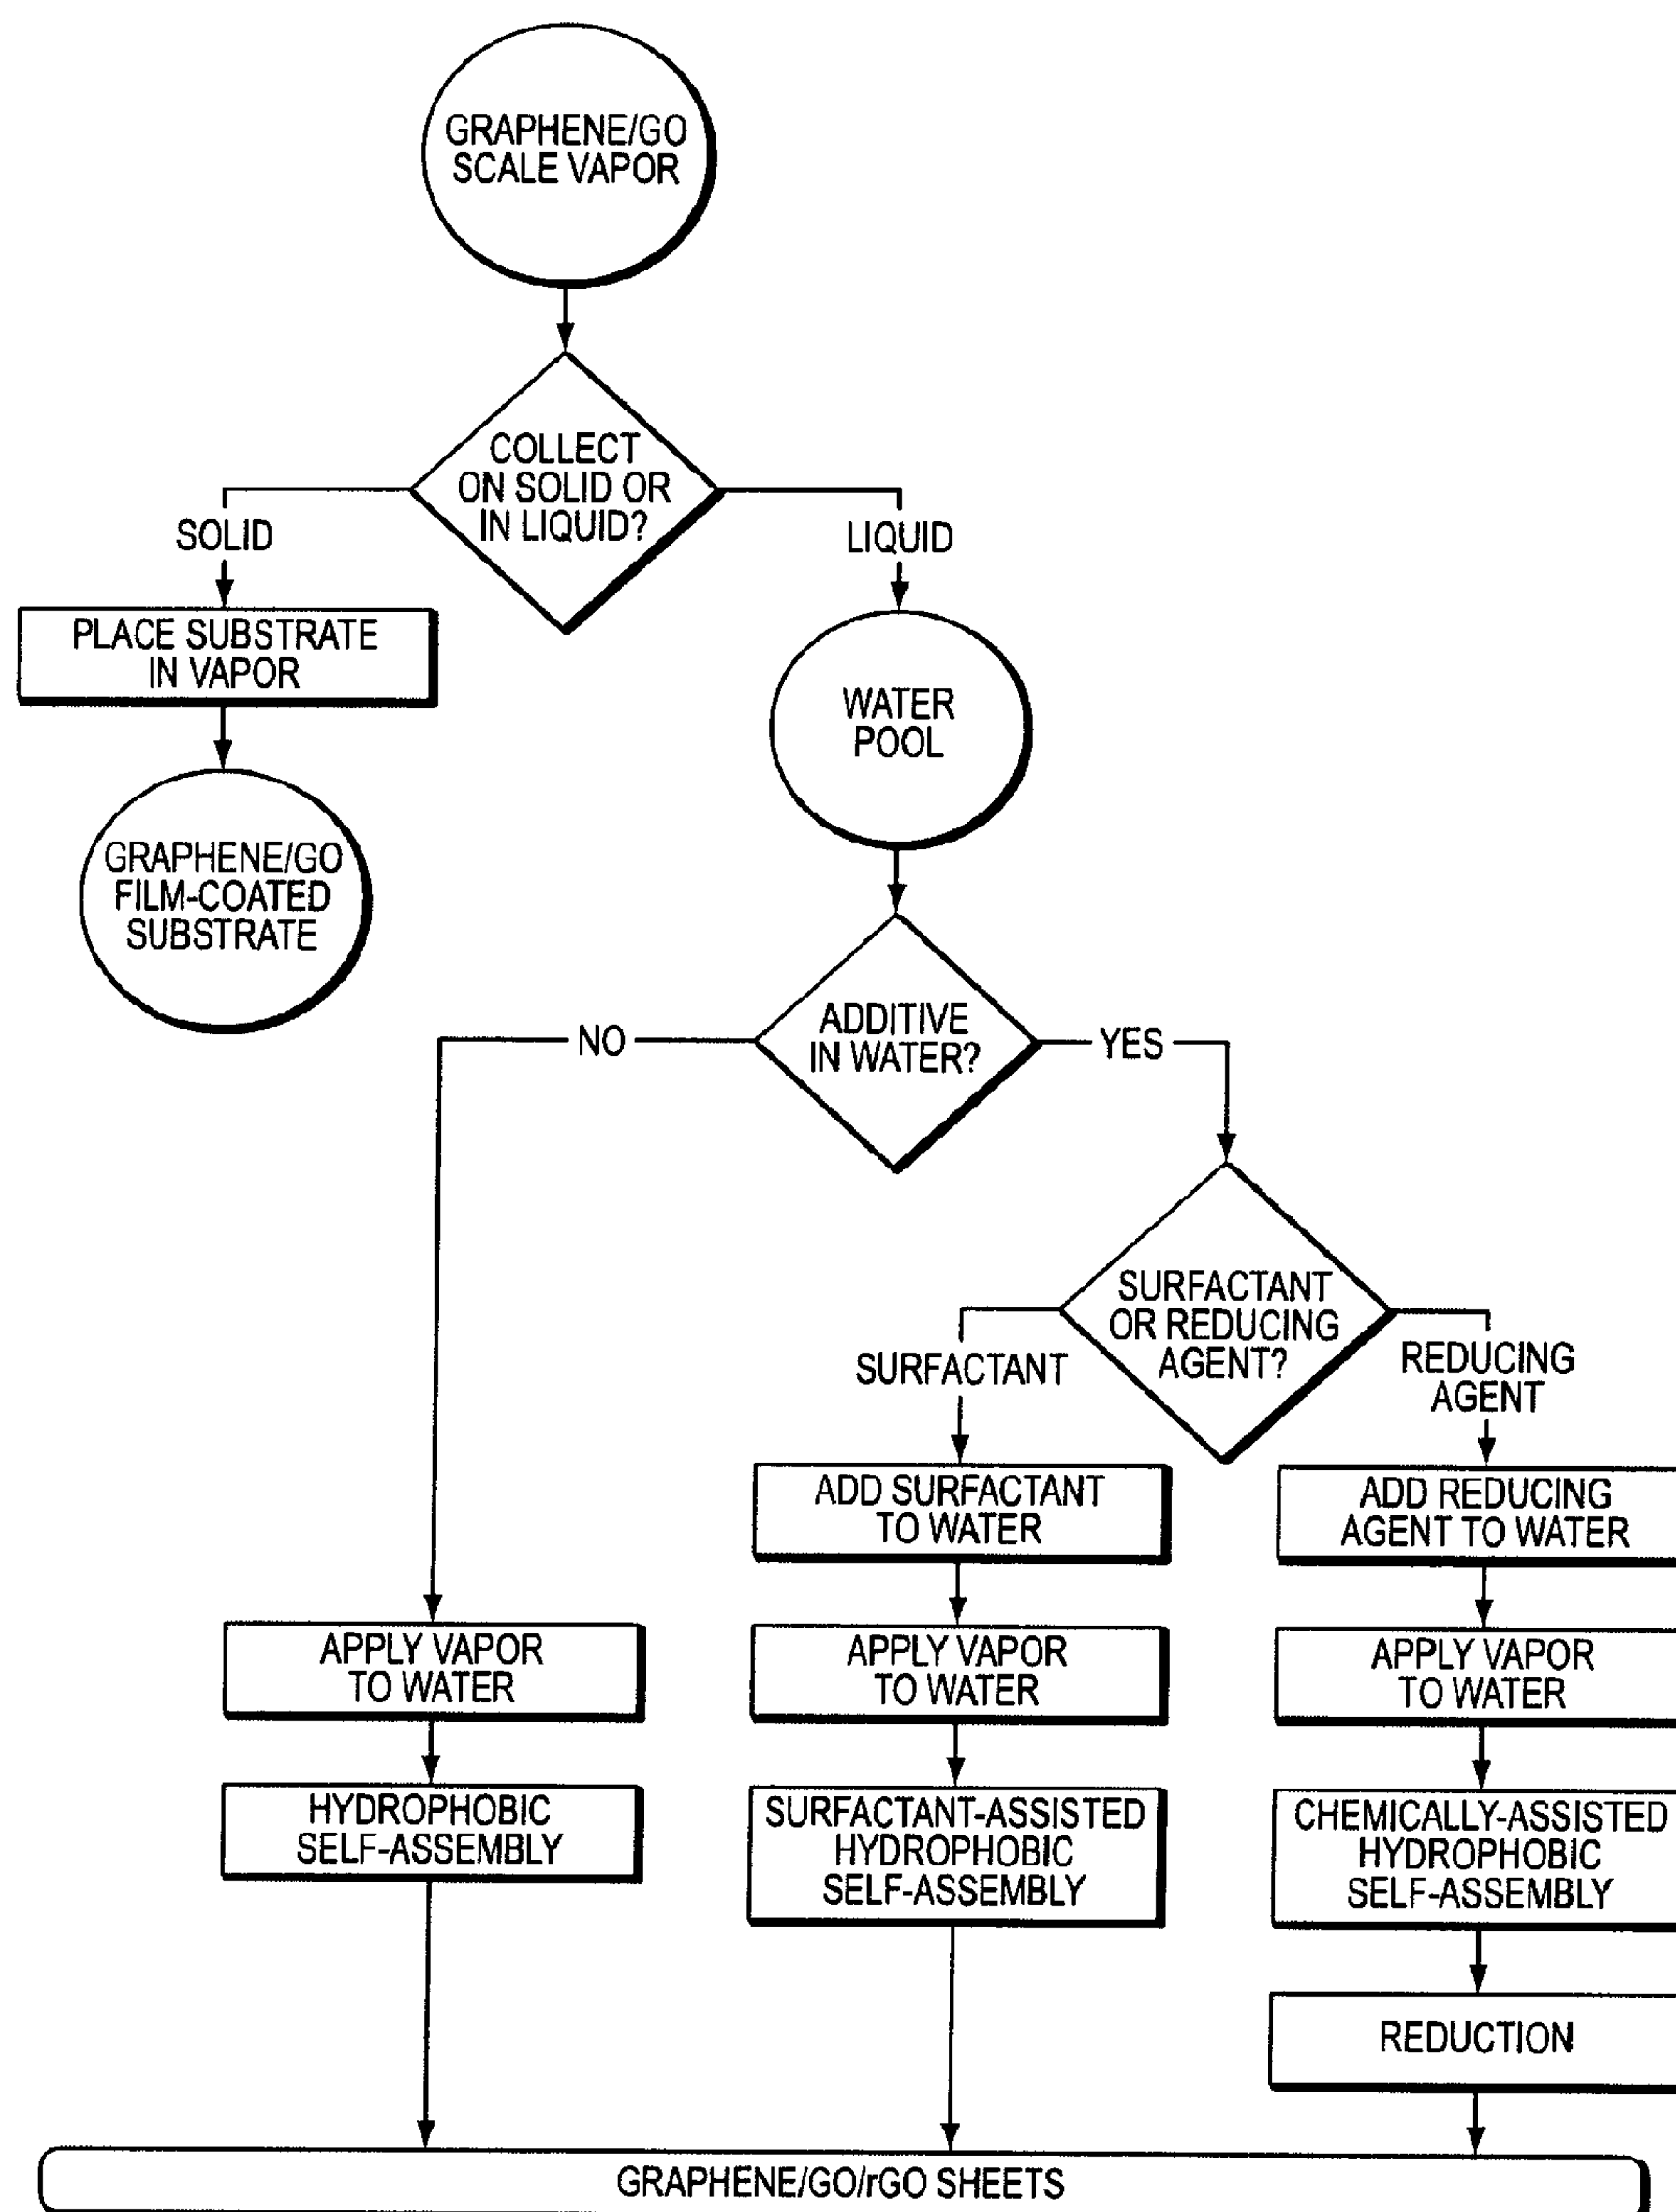 GRAPHENE/GO
SCALE VAPOR
COLLECT
ON SOLID OR
IN LIQUID?
SOLID
LIQUID
PLACE SUBSTRATE
IN VAPOR
WATER
POOL
GRAPHENE/GO
FILM-COATED
SUBSTRATE
ADDITIVE
IN WATER?
NO
YES
SURFACTANT
OR REDUCING
AGENT?
SURFACTANT
REDUCING
AGENT
ADD SURFACTANT
TO WATER
ADD REDUCING
AGENT TO WATER
APPLY VAPOR
TO WATER
APPLY VAPOR
TO WATER
APPLY VAPOR
TO WATER
HYDROPHOBIC
SELF-ASSEMBLY
SURFACTANT-ASSISTED
HYDROPHOBIC
SELF-ASSEMBLY
CHEMICALLY-ASSISTED
HYDROPHOBIC
SELF-ASSEMBLY
REDUCTION
GRAPHENE/GO/rGO SHEETS